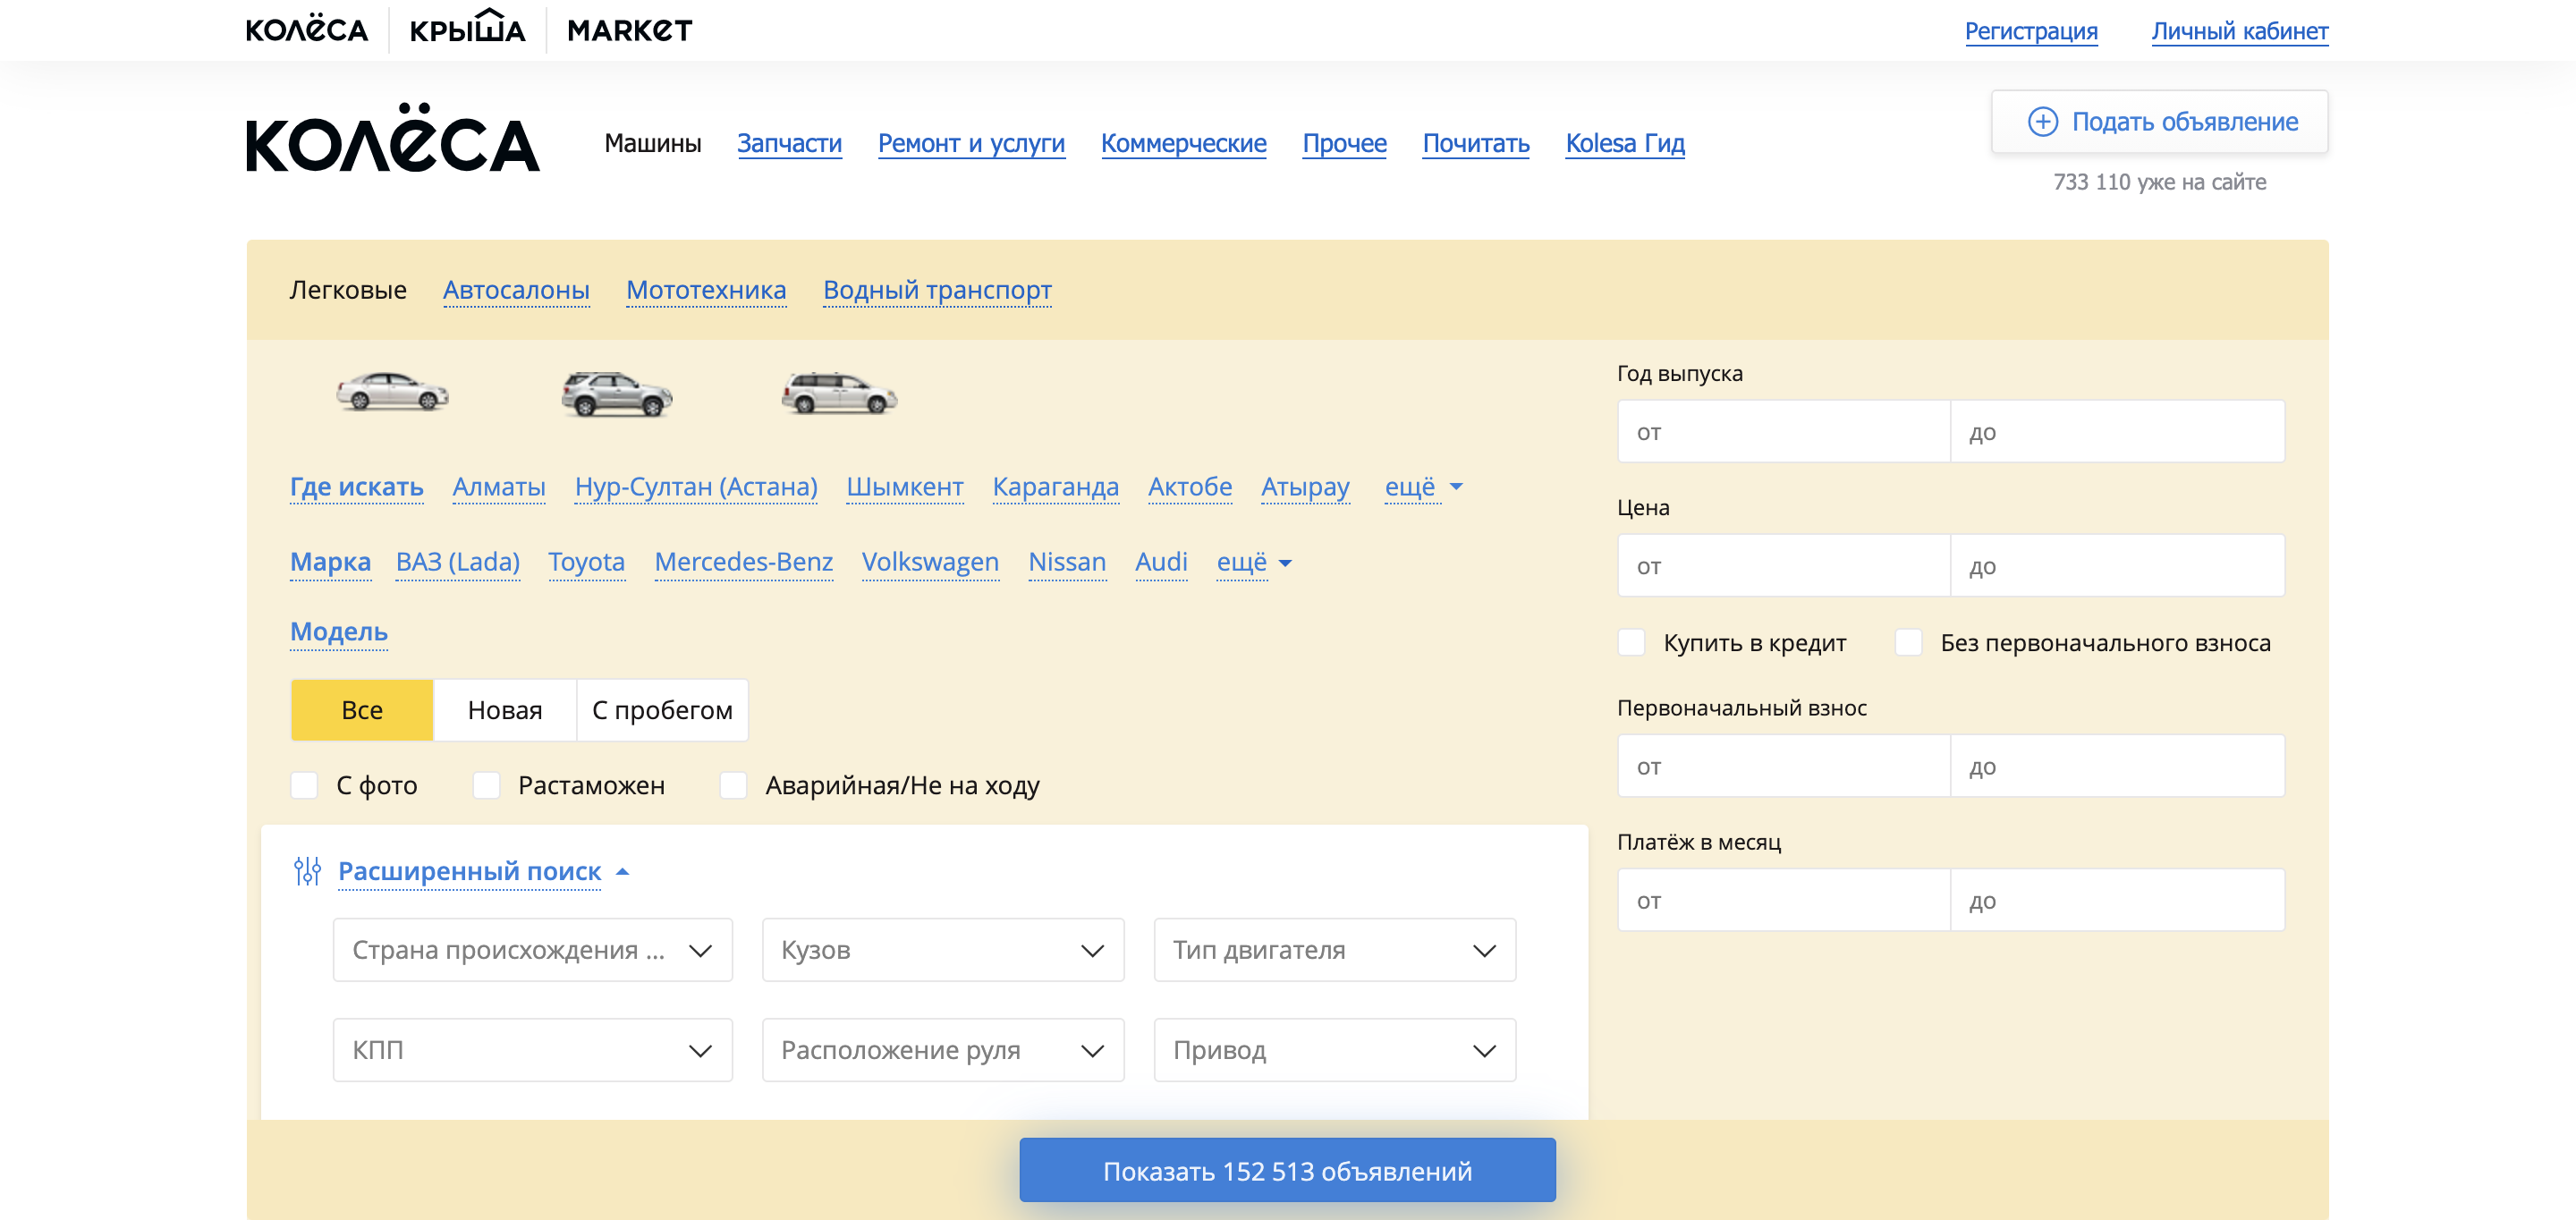 КОЛЁСА КРЫША MARKET Регистрация Личный кабинет
КОЛЁСА Машины Запчасти Ремонт и услуги Коммерческие Прочее Почитать Kolesa Гид Подать объявление
733 110 уже на сайте
Легковые Автосалоны Мототехника Водный транспорт
Где искать Алматы Нур-Султан (Астана) Шымкент Караганда Актобе Атырау ещё
Марка ВАЗ (Lada) Toyota Mercedes-Benz Volkswagen Nissan Audi ещё
Модель
Все Новая С пробегом
С фото Растаможен Аварийная/Не на ходу
Расширенный поиск
Страна происхождения ... Кузов Тип двигателя
КПП Расположение руля Привод
Год выпуска
от до
Цена
от до
Купить в кредит Без первоначального взноса
Первоначальный взнос
от до
Платёж в месяц
от до
Показать 152 513 объявлений